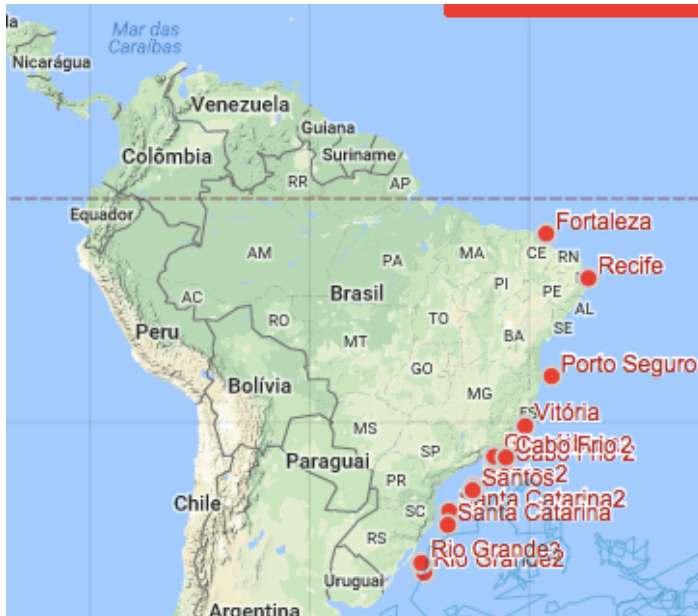 Mar das
Caraíbas
Nicarágua
Venezuela
Guiana
Colômbia
Suriname
RR
AP
Equador
Fortaleza
CE
RN
AM
PA
MA
Recife
PI
PE
AC
Brasil
AL
RO
TO
SE
Peru
MT
BA
GO
Porto Seguro
Bolívia
MG
Vitória
MS
SP
Cabo Frio 2
Paraguai
Santos
PR
Santa Catarina2
Chile
SC
Santa Catarina
RS
Rio Grande3
Rio Grande2
Uruguai
Argentina